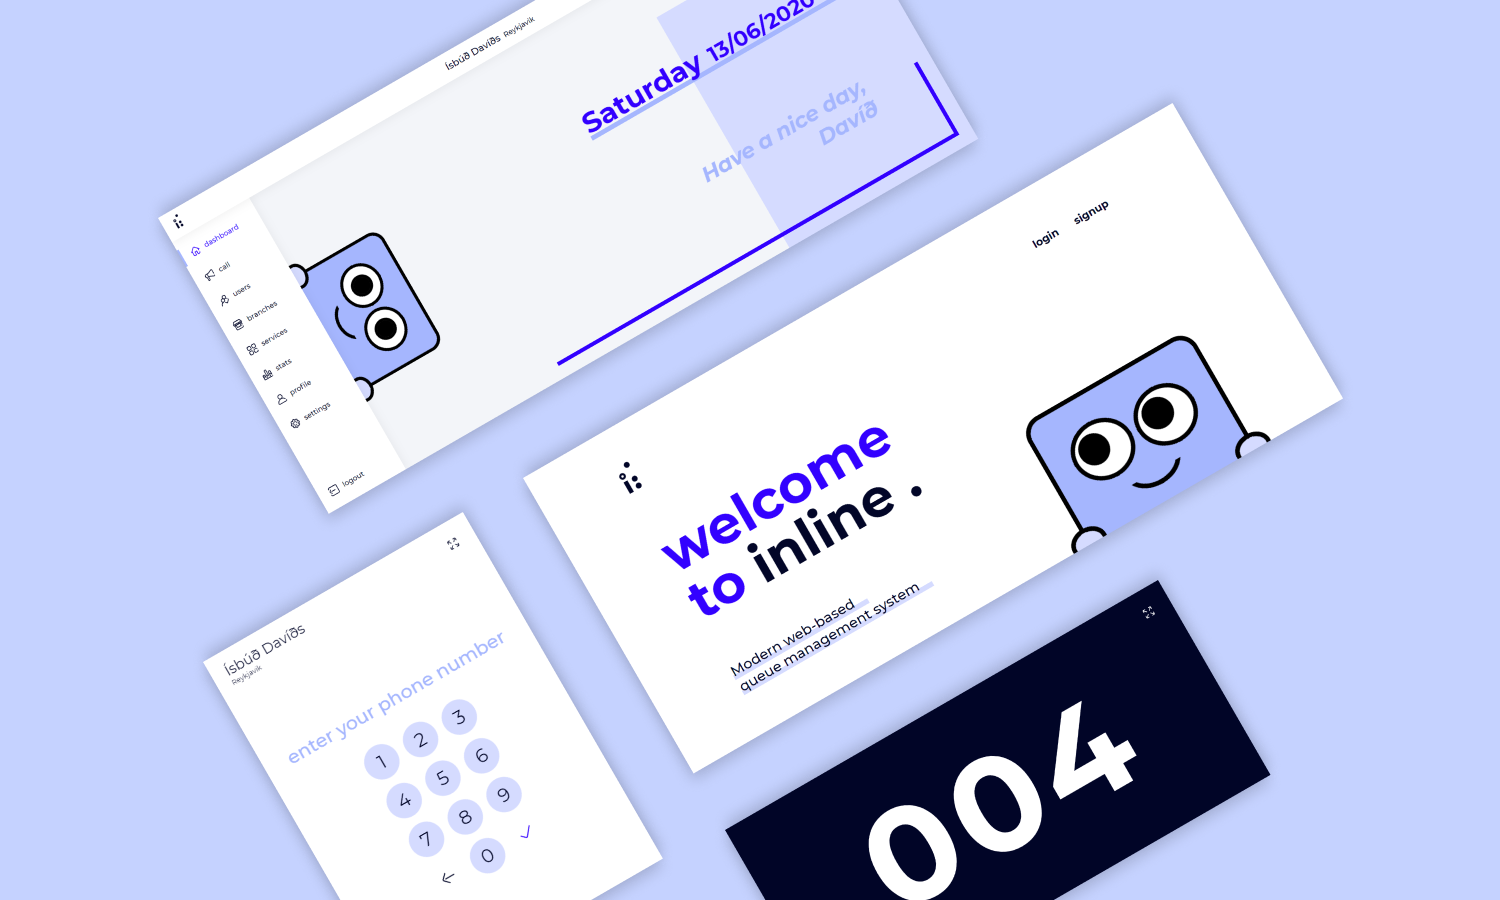 Ísbúð Davíðs Reykjavík
Saturday 13/06/2020
Have a nice day,
Davíð
dashboard
call
users
branches
services
stats
profile
settings
logout
login signup
welcome
to inline .
Modern web-based
queue management system
Ísbúð Davíðs
Reykjavík
enter your phone number
1 2 3
4 5 6
7 8 9
0
004